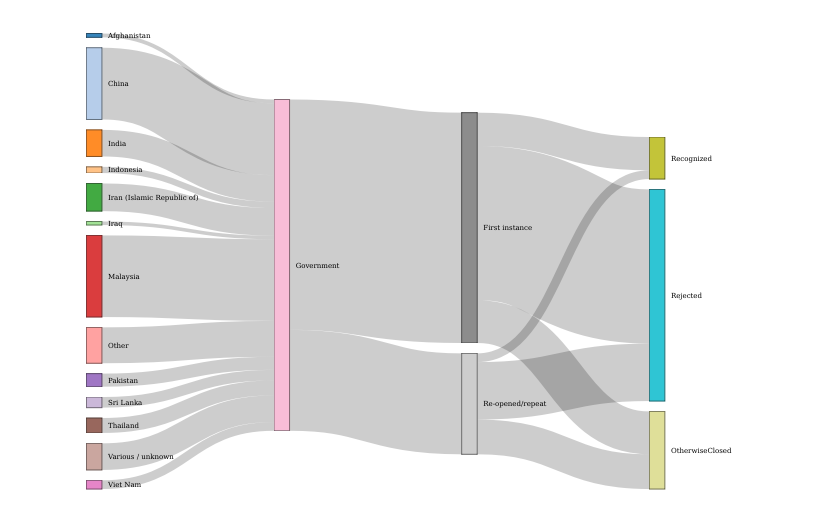 Afghanistan
China
India
Indonesia
Iran (Islamic Republic of)
Iraq
Malaysia
Other
Pakistan
Sri Lanka
Thailand
Various / unknown
Viet Nam
Government
First instance
Re-opened/repeat
Recognized
Rejected
OtherwiseClosed